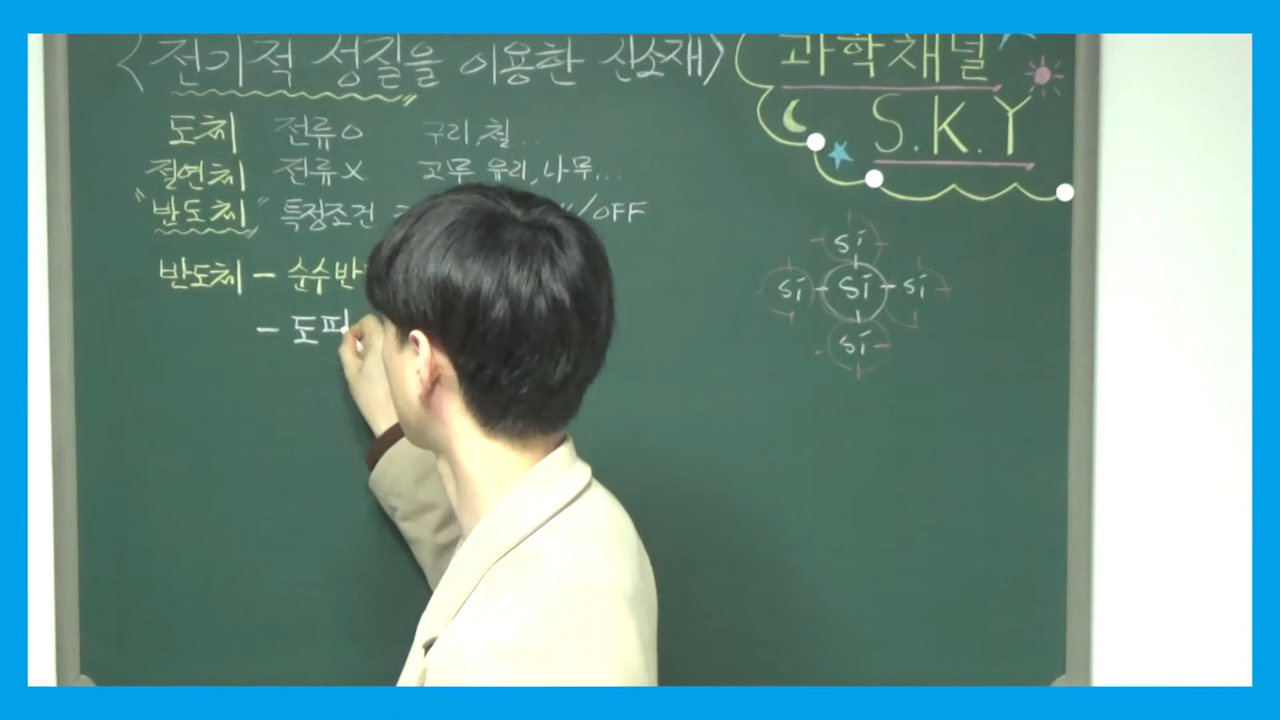 <전기적 성질을 이용한 신소재>
과학채널
S.K.Y
도체 전류 O 구리, 철...
절연체 전류 X 고무 유리, 나무...
"반도체" 특정조건 /OFF
반도체 - 순수반
- 도핑
Si
Si Si Si
Si